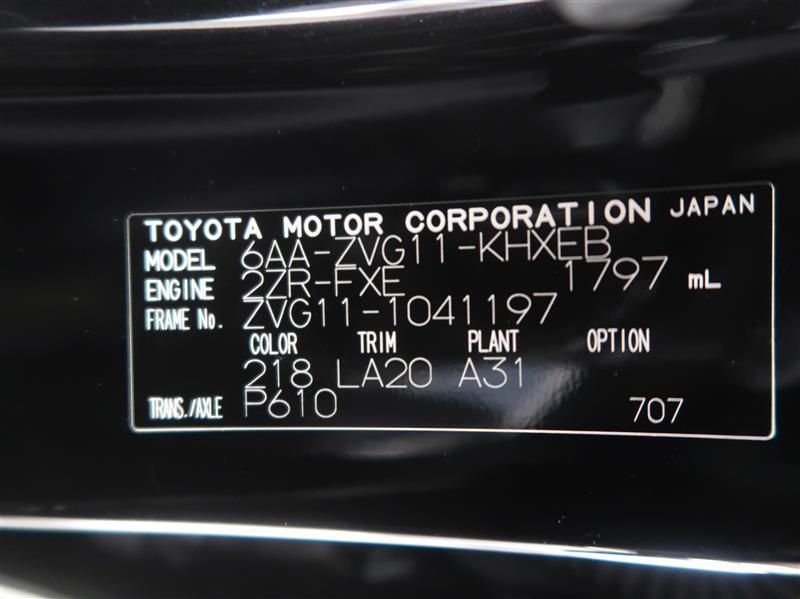 TOYOTA MOTOR CORPORATION JAPAN
MODEL 6AA-ZVG11-KHXEB
ENGINE 2ZR-FXE 1797 mL
FRAME No. ZVG11-1041197
COLOR TRIM PLANT OPTION
218 LA20 A31
TRANS./AXLE P610 707